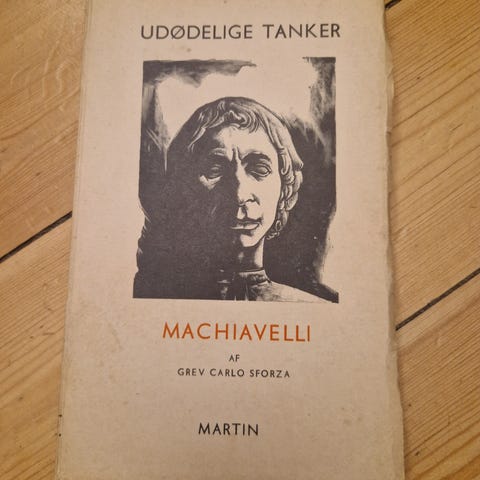 UDØDELIGE TANKER
MACHIAVELLI
AF
GREV CARLO SFORZA
MARTIN